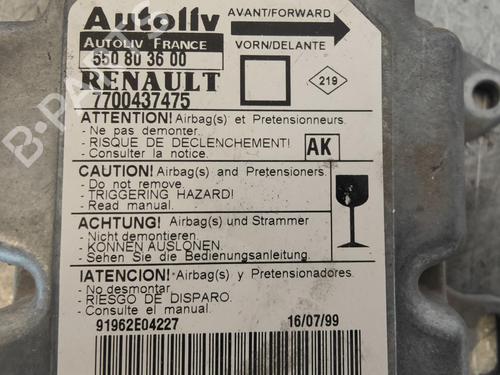 Autoliv
AVANT/FORWARD
AUTOLIV FRANCE
VORN/DELANTE
550 80 36 00
RENAULT
7700437475
219
ATTENTION! Airbag(s) et Pretensionneurs.
- Ne pas demonter.
- RISQUE DE DECLENCHEMENT!
- Consulter la notice.
AK
CAUTION! Airbag(s) and Pretensioners.
- Do not remove.
- TRIGGERING HAZARD!
- Read manual.
ACHTUNG! Airbag(s) und Strammer
- Nicht demontieren.
- KONNEN AUSLONEN.
- Sehen Sie die Bedienungsanleitung.
¡ATENCION! Airbag(s) y Pretensionadores.
- No desmontar.
- RIESGO DE DISPARO.
- Consulte el manual.
91962E04227
16/07/99
B-PARTS